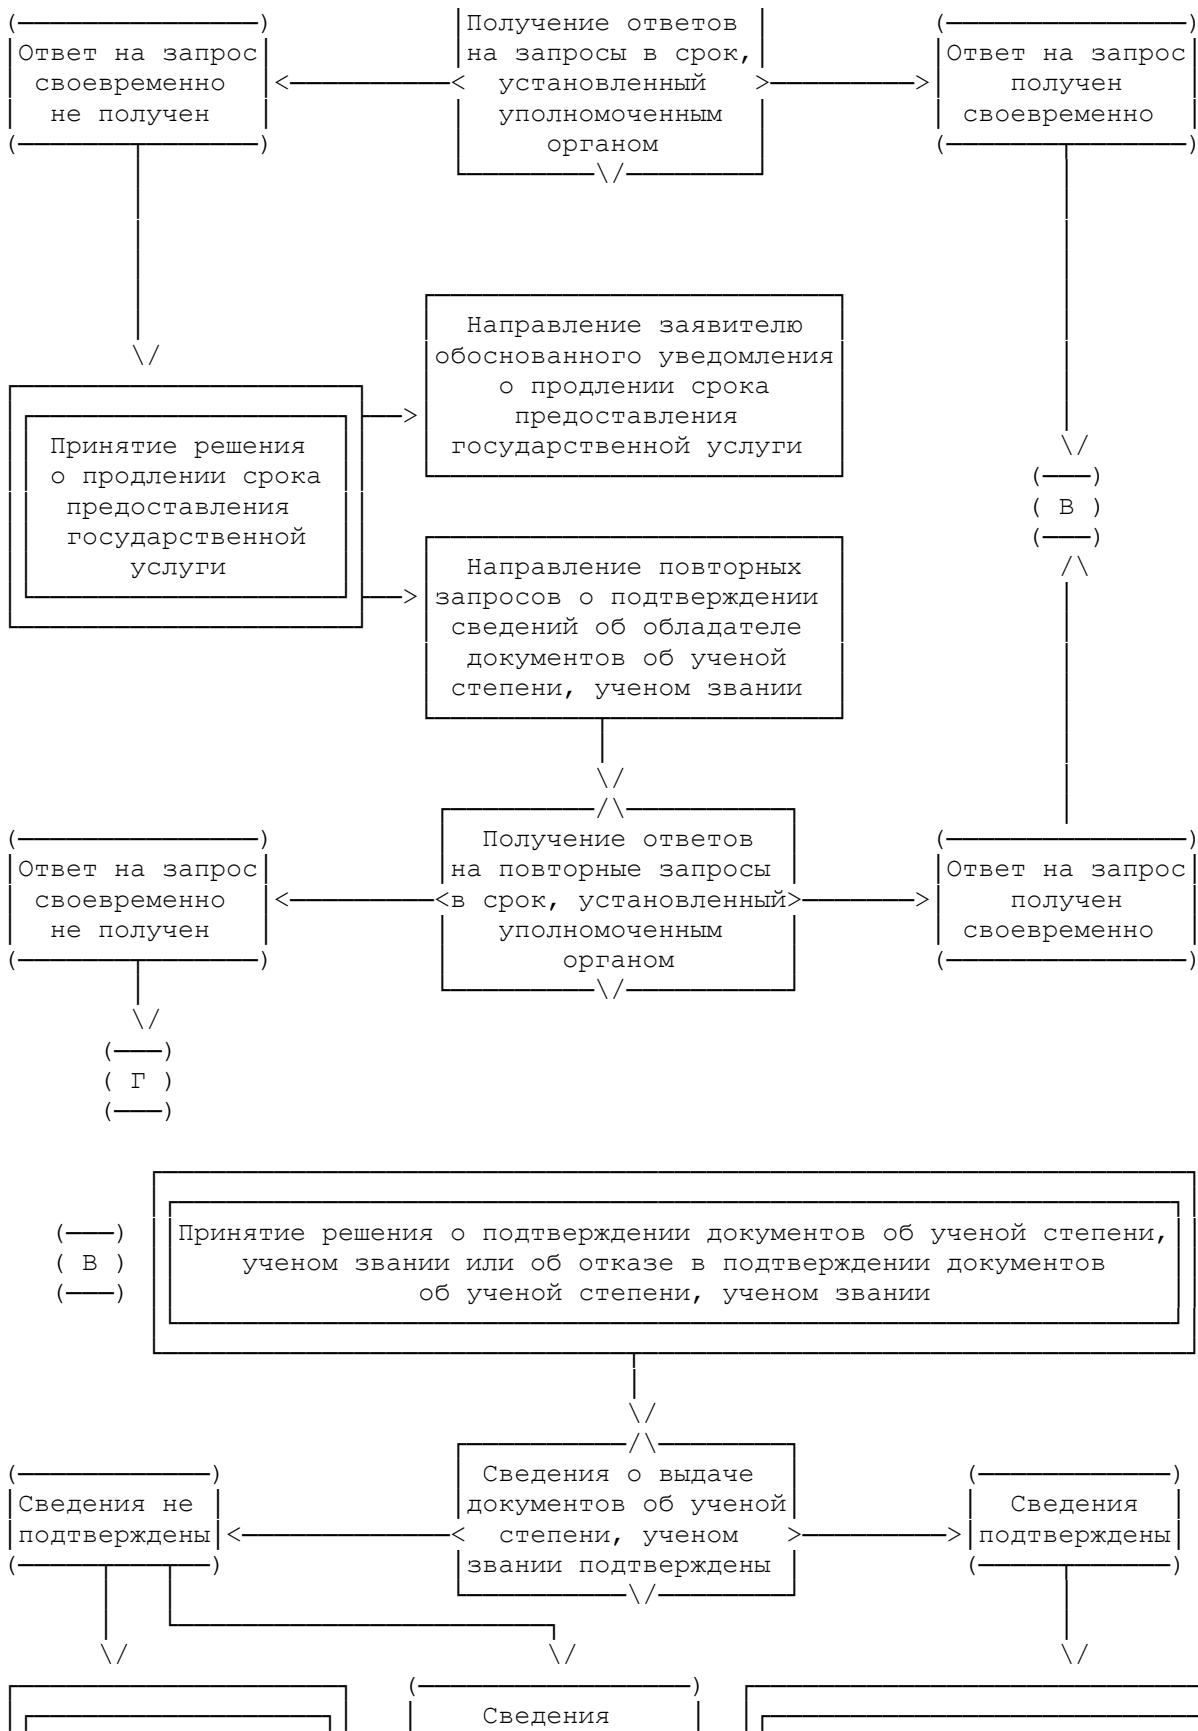 Получение ответов
на запросы в срок,
установленный
уполномоченным
органом
Ответ на запрос
своевременно
не получен
Ответ на запрос
получен
своевременно
Направление заявителю
обоснованного уведомления
о продлении срока
предоставления
государственной услуги
Принятие решения
о продлении срока
предоставления
государственной
услуги
( В )
Направление повторных
запросов о подтверждении
сведений об обладателе
документов об ученой
степени, ученом звании
Получение ответов
на повторные запросы
в срок, установленный
уполномоченным
органом
Ответ на запрос
своевременно
не получен
Ответ на запрос
получен
своевременно
( Г )
( В )
Принятие решения о подтверждении документов об ученой степени,
ученом звании или об отказе в подтверждении документов
об ученой степени, ученом звании
Сведения о выдаче
документов об ученой
степени, ученом
звании подтверждены
Сведения не
подтверждены
Сведения
подтверждены
Сведения